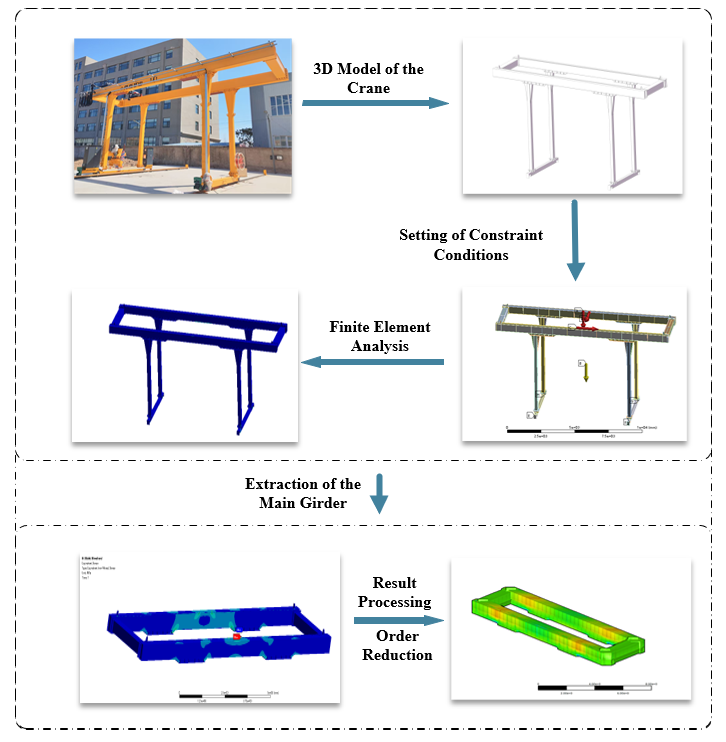 3D Model of the
Crane
Setting of Constraint
Conditions
Finite Element
Analysis
Extraction of the
Main Girder
Result
Processing
Order
Reduction